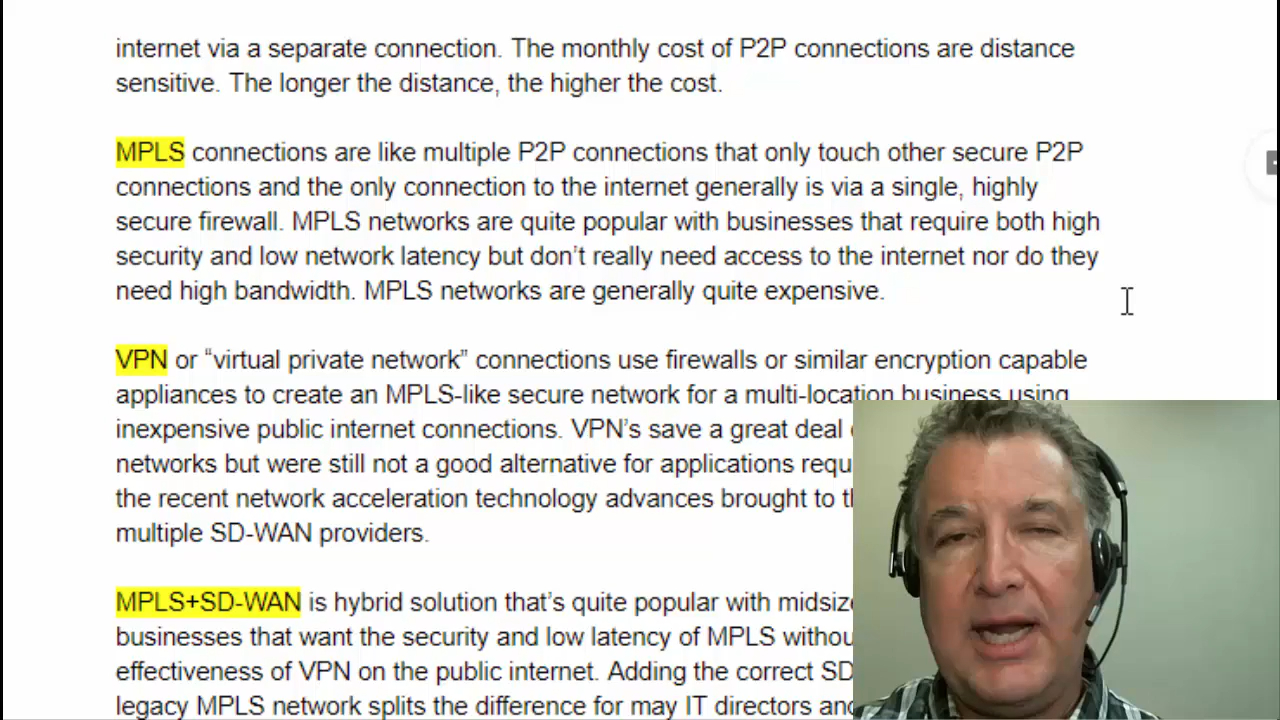 internet via a separate connection. The monthly cost of P2P connections are distance
sensitive. The longer the distance, the higher the cost.
MPLS connections are like multiple P2P connections that only touch other secure P2P
connections and the only connection to the internet generally is via a single, highly
secure firewall. MPLS networks are quite popular with businesses that require both high
security and low network latency but don’t really need access to the internet nor do they
need high bandwidth. MPLS networks are generally quite expensive.
VPN or “virtual private network” connections use firewalls or similar encryption capable
appliances to create an MPLS-like secure network for a multi-location business using
inexpensive public internet connections. VPN’s save a great deal
networks but were still not a good alternative for applications
the recent network acceleration technology advances brought to
multiple SD-WAN providers.
MPLS+SD-WAN is hybrid solution that’s quite popular with
businesses that want the security and low latency of MPLS
effectiveness of VPN on the public internet. Adding the correct
legacy MPLS network splits the difference for may IT directors